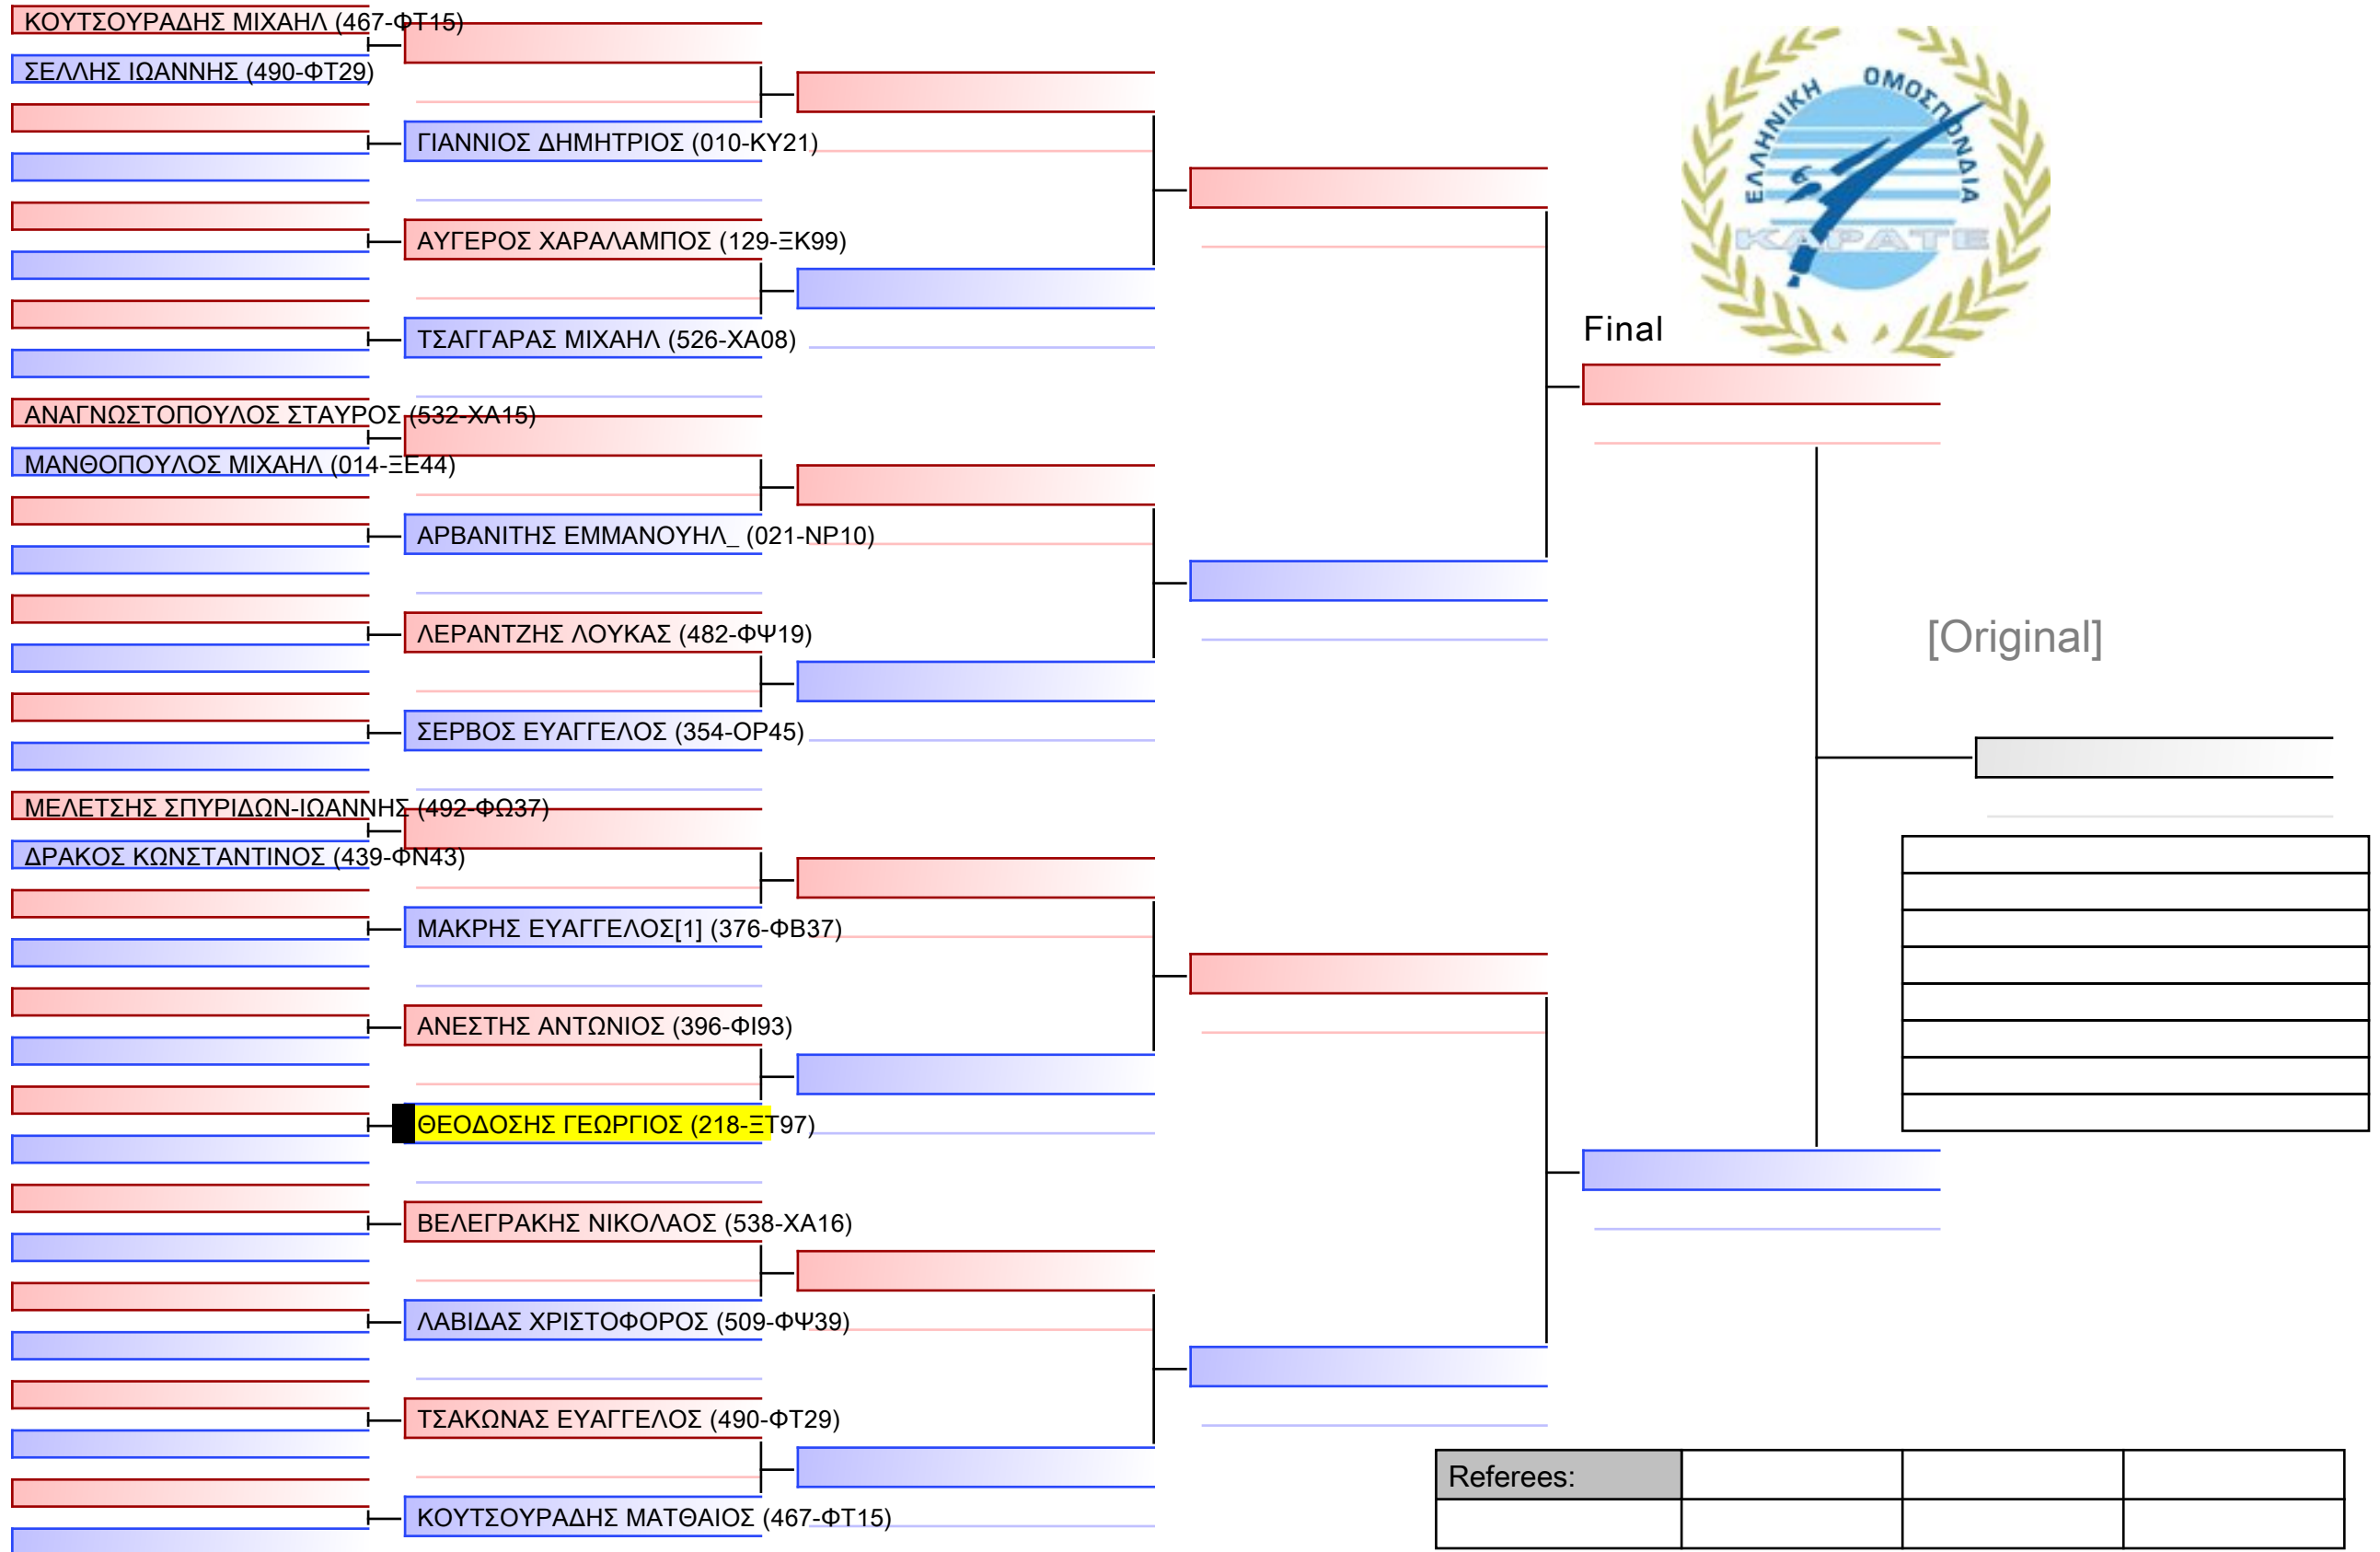 ΚΟΥΤΣΟΥΡΑΔΗΣ ΜΙΧΑΗΛ (467-ΦΤ15)
ΣΕΛΛΗΣ ΙΩΑΝΝΗΣ (490-ΦΤ29)
ΓΙΑΝΝΙΟΣ ΔΗΜΗΤΡΙΟΣ (010-ΚΥ21)
ΑΥΓΕΡΟΣ ΧΑΡΑΛΑΜΠΟΣ (129-ΞΚ99)
ΤΣΑΓΓΑΡΑΣ ΜΙΧΑΗΛ (526-ΧΑ08)
ΑΝΑΓΝΩΣΤΟΠΟΥΛΟΣ ΣΤΑΥΡΟΣ (532-ΧΑ15)
ΜΑΝΘΟΠΟΥΛΟΣ ΜΙΧΑΗΛ (014-ΞΕ44)
ΑΡΒΑΝΙΤΗΣ ΕΜΜΑΝΟΥΗΛ_ (021-ΝΡ10)
ΛΕΡΑΝΤΖΗΣ ΛΟΥΚΑΣ (482-ΦΨ19)
ΣΕΡΒΟΣ ΕΥΑΓΓΕΛΟΣ (354-ΟΡ45)
ΜΕΛΕΤΣΗΣ ΣΠΥΡΙΔΩΝ-ΙΩΑΝΝΗΣ (492-ΦΩ37)
ΔΡΑΚΟΣ ΚΩΝΣΤΑΝΤΙΝΟΣ (439-ΦΝ43)
ΜΑΚΡΗΣ ΕΥΑΓΓΕΛΟΣ[1] (376-ΦΒ37)
ΑΝΕΣΤΗΣ ΑΝΤΩΝΙΟΣ (396-ΦΙ93)
ΘΕΟΔΟΣΗΣ ΓΕΩΡΓΙΟΣ (218-ΞΤ97)
ΒΕΛΕΓΡΑΚΗΣ ΝΙΚΟΛΑΟΣ (538-ΧΑ16)
ΛΑΒΙΔΑΣ ΧΡΙΣΤΟΦΟΡΟΣ (509-ΦΨ39)
ΤΣΑΚΩΝΑΣ ΕΥΑΓΓΕΛΟΣ (490-ΦΤ29)
ΚΟΥΤΣΟΥΡΑΔΗΣ ΜΑΤΘΑΙΟΣ (467-ΦΤ15)
ΕΛΛΗΝΙΚΗ ΟΜΟΣΠΟΝΔΙΑ
ΚΑΡΑΤΕ
Final
[Original]
Referees: